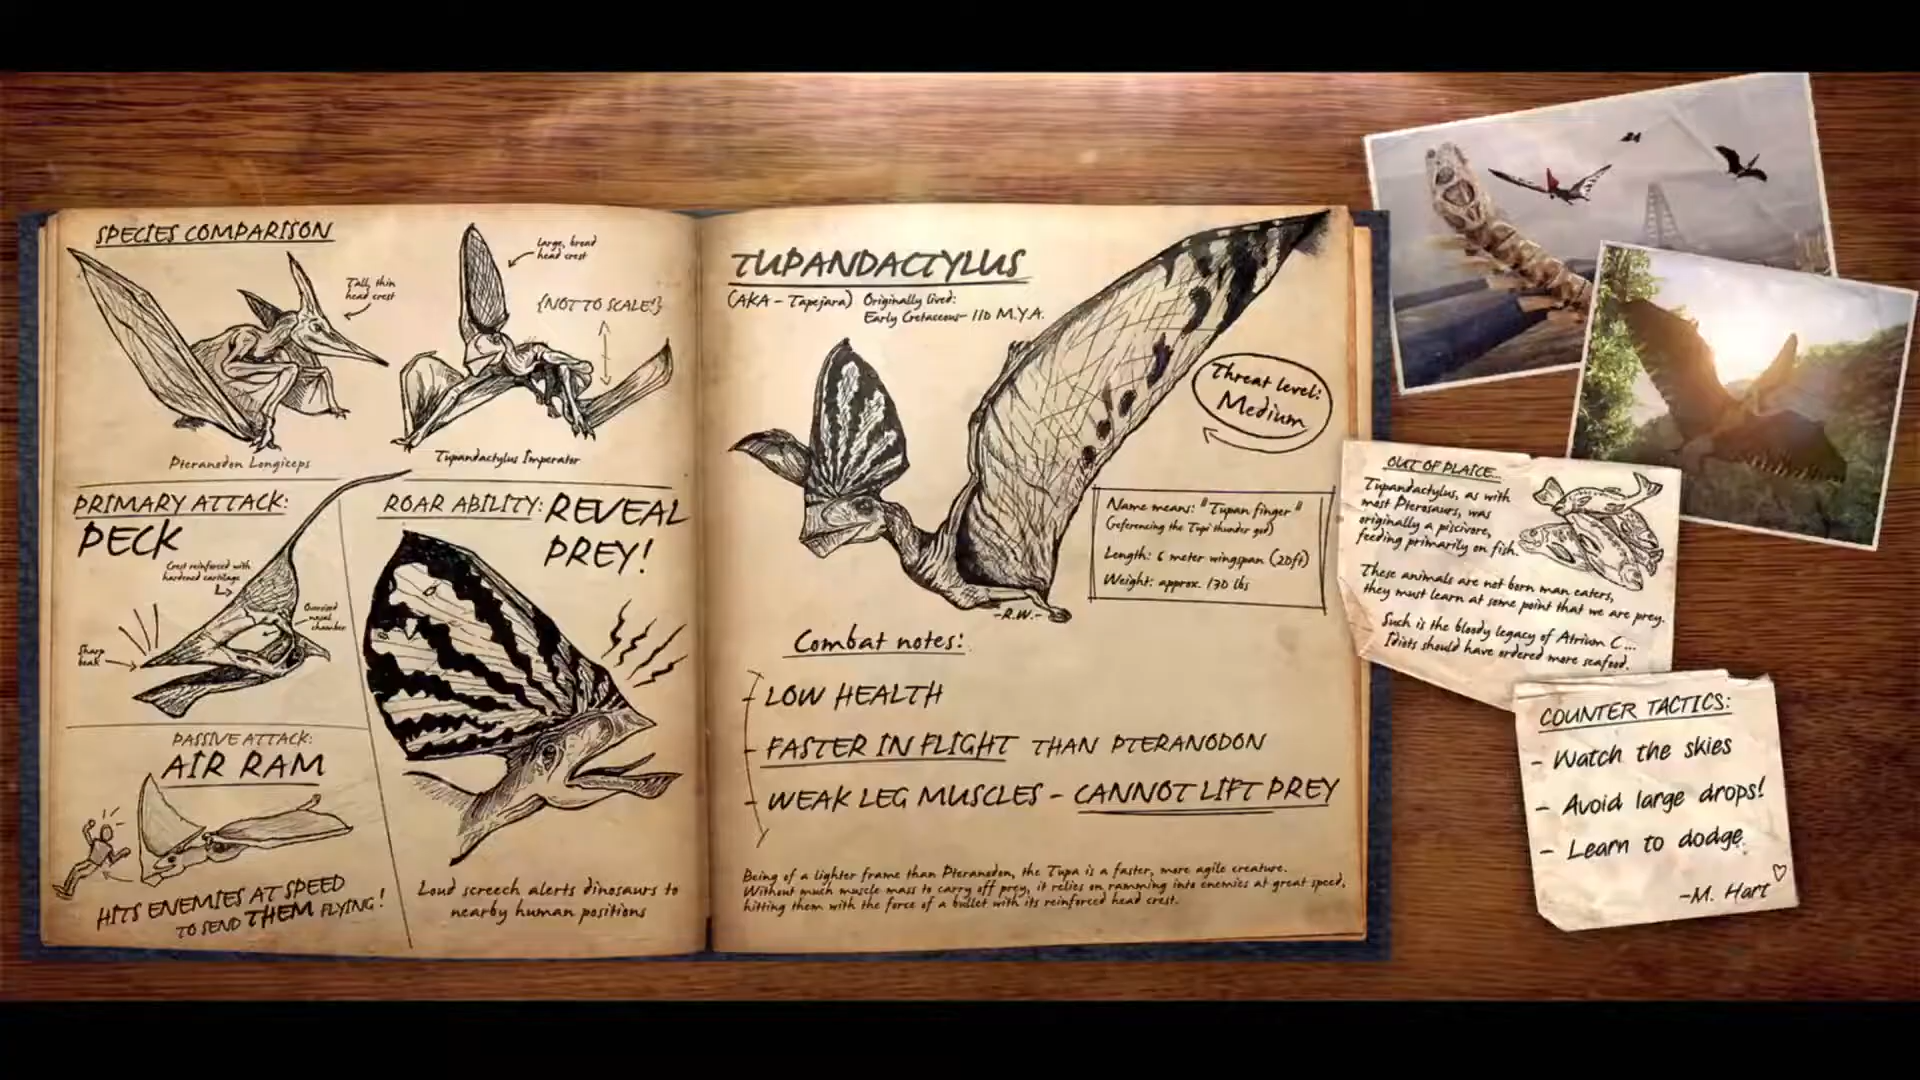 SPECIES COMPARISON
Tall, thin
head crest
Large, broad
head crest
{NOT TO SCALE!}
Pteranodon Longiceps
Tupandactylus Imperator
PRIMARY ATTACK:
PECK
Crest reinforced with
hardened cartilage
Oversized
nasal
chamber
Sharp
beak
ROAR ABILITY: REVEAL
PREY!
Loud screech alerts dinosaurs to
nearby human positions
PASSIVE ATTACK:
AIR RAM
HITS ENEMIES AT SPEED
TO SEND THEM FLYING!
TUPANDACTYLUS
(AKA - Tapejara) Originally lived:
Early Cretaceous - 110 M.Y.A.
Threat level:
Medium
Name means: "Tupan finger"
(referencing the Tupi thunder god)
Length: 6 meter wingspan (20ft)
Weight: approx. 130 lbs
-R.W.-
Combat notes:
- LOW HEALTH
- FASTER IN FLIGHT THAN PTERANODON
- WEAK LEG MUSCLES - CANNOT LIFT PREY
Being of a lighter frame than Pteranodon, the Tupa is a faster, more agile creature.
Without much muscle mass to carry off prey, it relies on ramming into enemies at great speed,
hitting them with the force of a bullet with its reinforced head crest.
OUT OF PLAICE...
Tupandactylus, as with
most Pterosaurs, was
originally a piscivore,
feeding primarily on fish.
These animals are not born man eaters,
they must learn at some point that we are prey.
Such is the bloody legacy of Atrium C...
Idiots should have ordered more seafood.
COUNTER TACTICS:
- Watch the skies
- Avoid large drops!
- Learn to dodge
-M. Hart